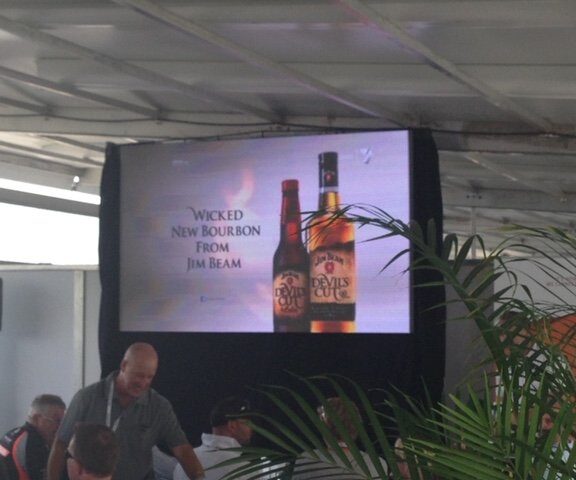 WICKED
NEW BOURBON
FROM
JIM BEAM
JIM BEAM
DEVIL'S
CUT
JIM BEAM
DEVIL'S
CUT